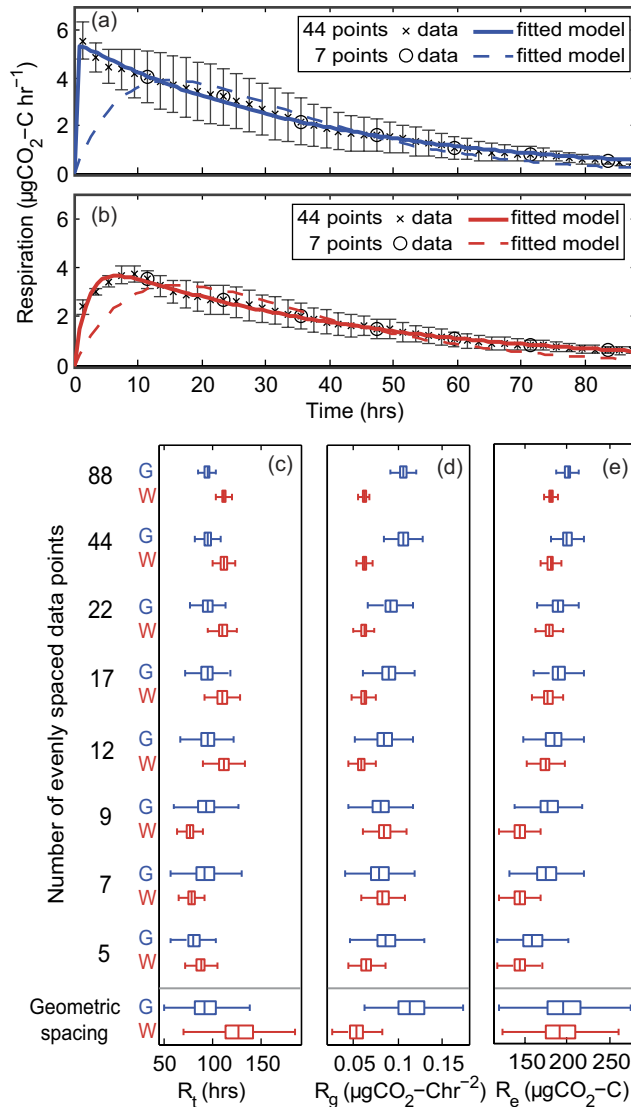 (a)
44 points × data fitted model
7 points data fitted model
6
4
2
0
(b)
44 points × data fitted model
7 points data fitted model
6
4
2
0
Respiration (µgCO2−C hr−1)
0 10 20 30 40 50 60 70 80
Time (hrs)
(c) (d) (e)
Number of evenly spaced data points
88 G
W
44 G
W
22 G
W
17 G
W
12 G
W
9 G
W
7 G
W
5 G
W
Geometric spacing G
W
50 100 150 0.05 0.1 0.15 150 200 250
Rt (hrs) Rg (µgCO2−Chr−2) Re (µgCO2−C)